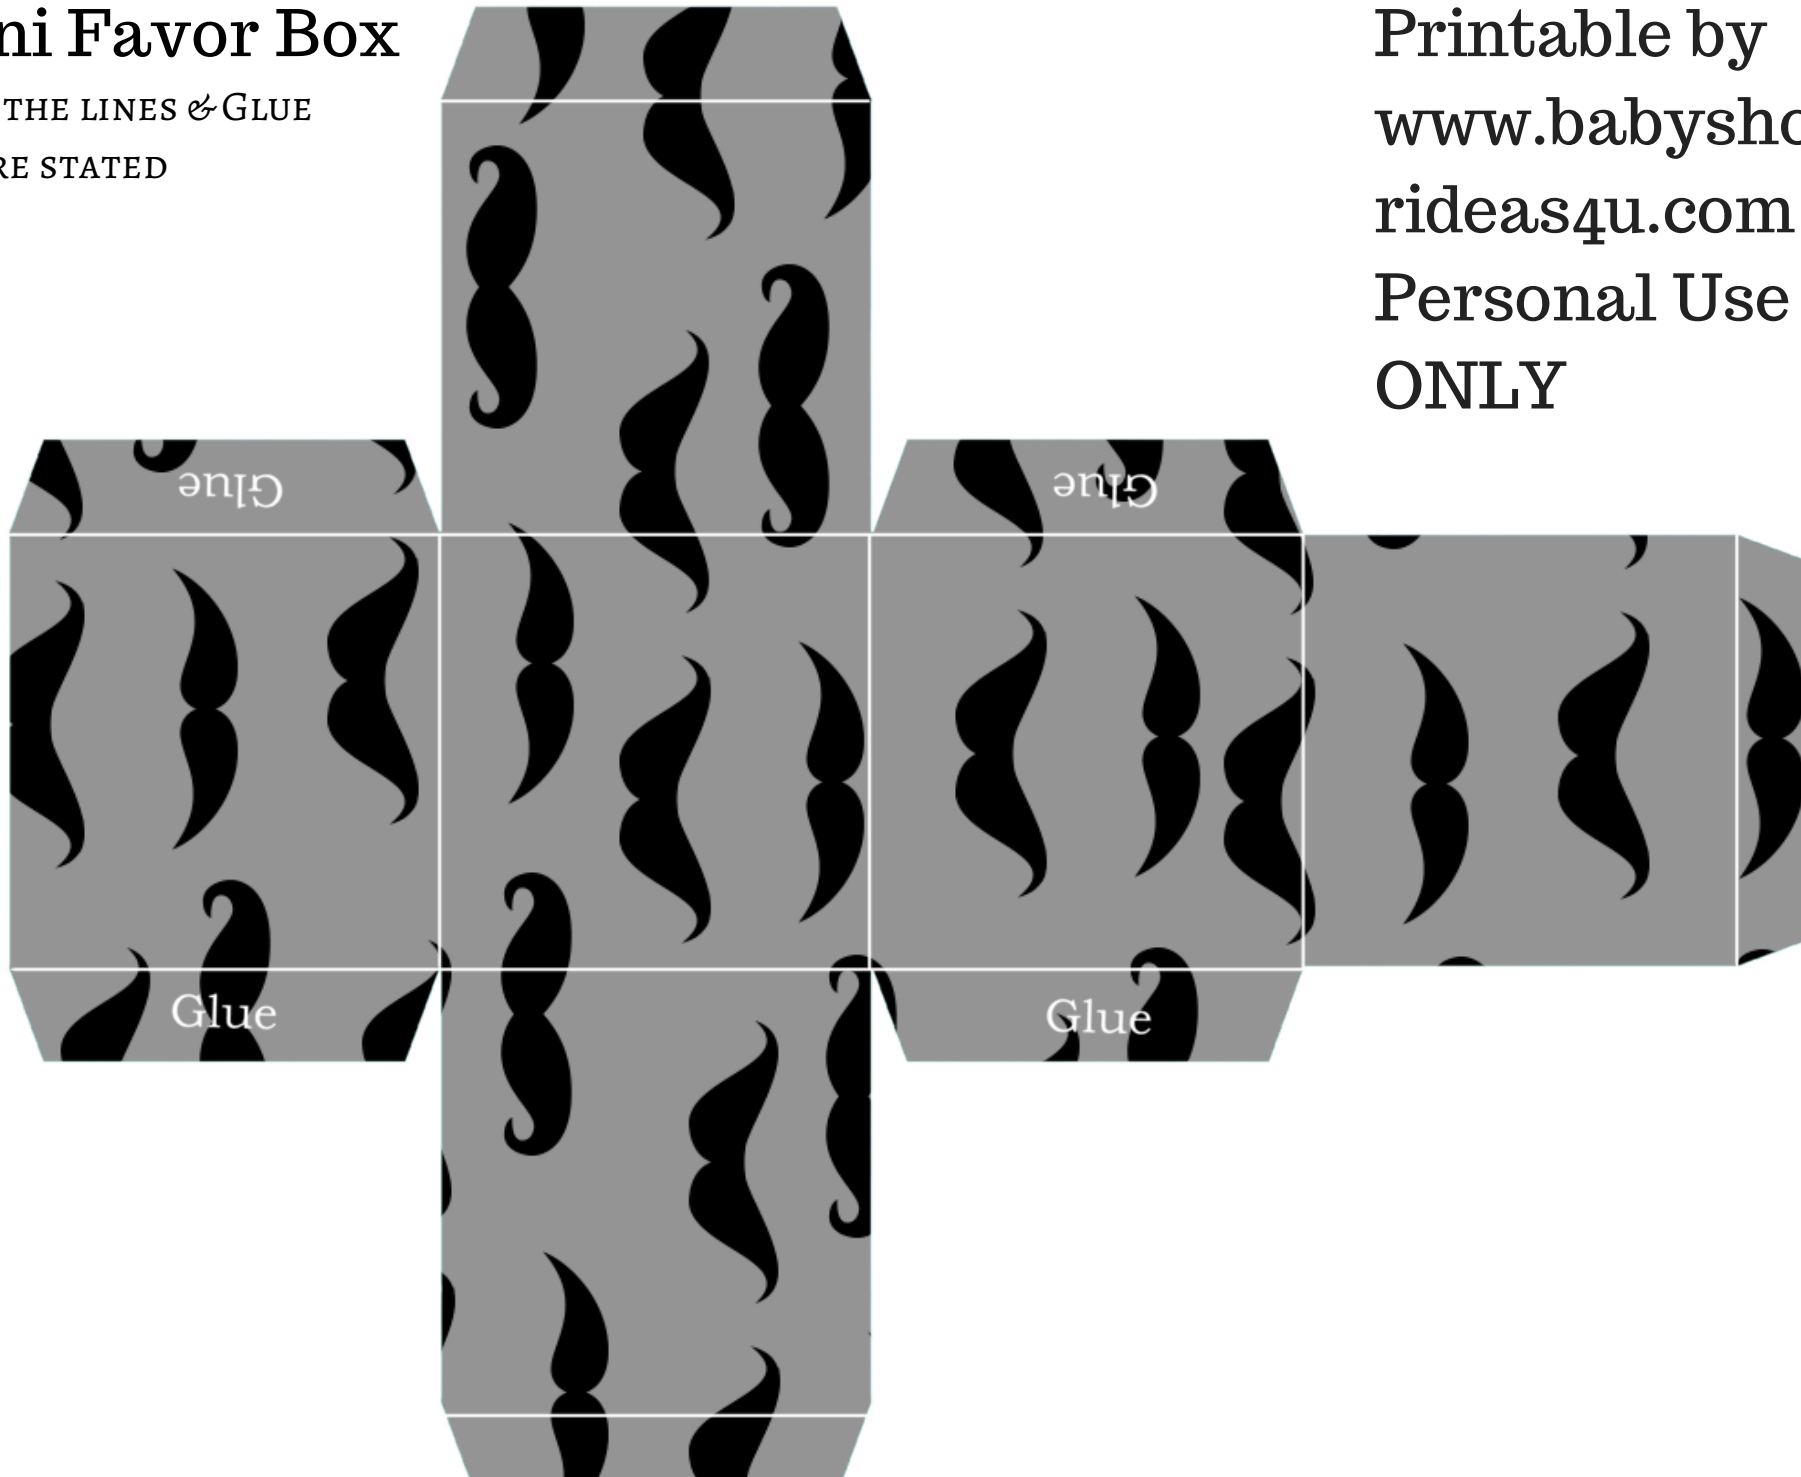 ni Favor Box
THE LINES & GLUE
RE STATED
Printable by
www.babysho
rideas4u.com
Personal Use
ONLY
Glue
Glue
Glue
Glue